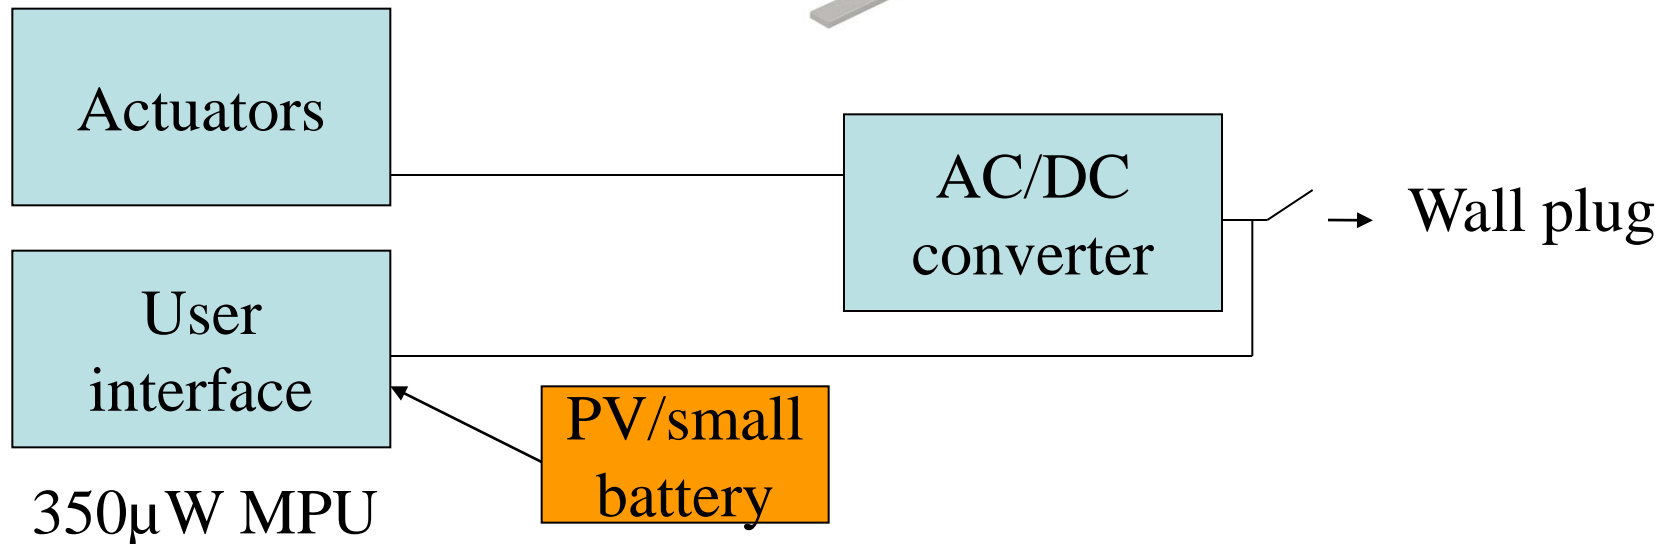 Actuators
AC/DC
converter
Wall plug
User
interface
PV/small
battery
350μW MPU